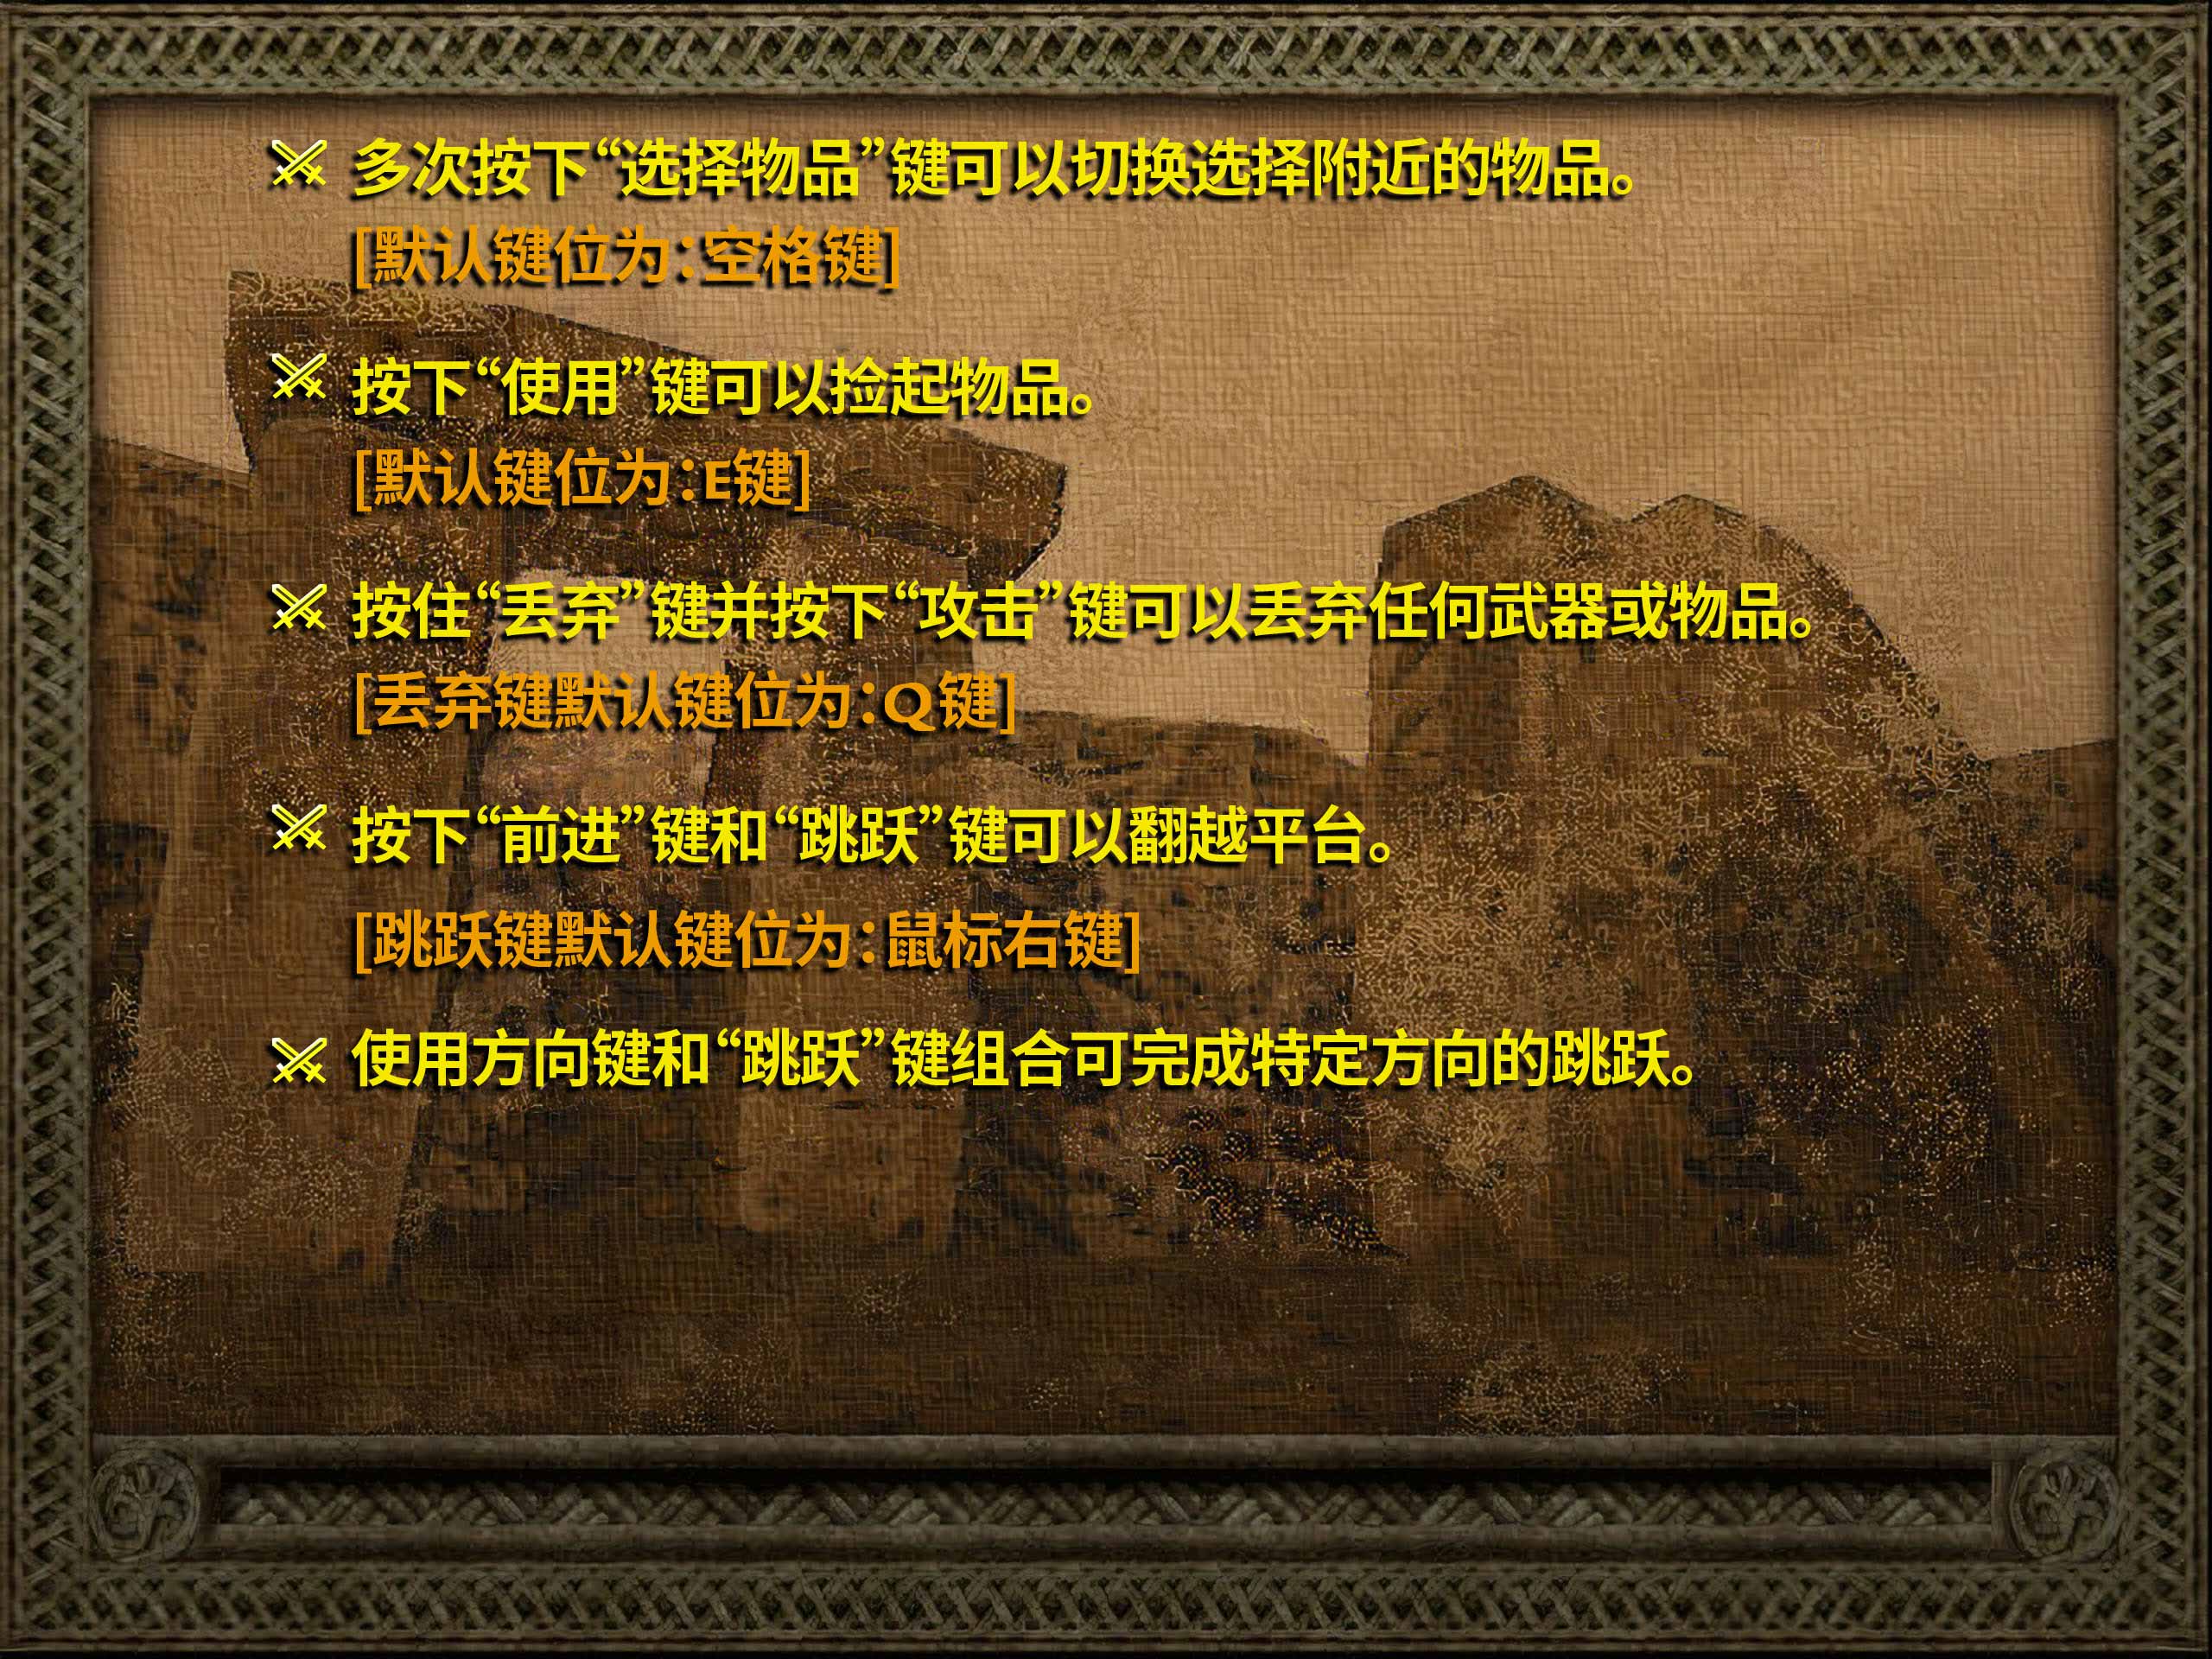 多次按下“选择物品”键可以切换选择附近的物品。
[默认键位为：空格键]
按下“使用”键可以捡起物品。
[默认键位为：E键]
按住“丢弃”键并按下“攻击”键可以丢弃任何武器或物品。
[丢弃键默认键位为：Q键]
按下“前进”键和“跳跃”键可以翻越平台。
[跳跃键默认键位为：鼠标右键]
使用方向键和“跳跃”键组合可完成特定方向的跳跃。